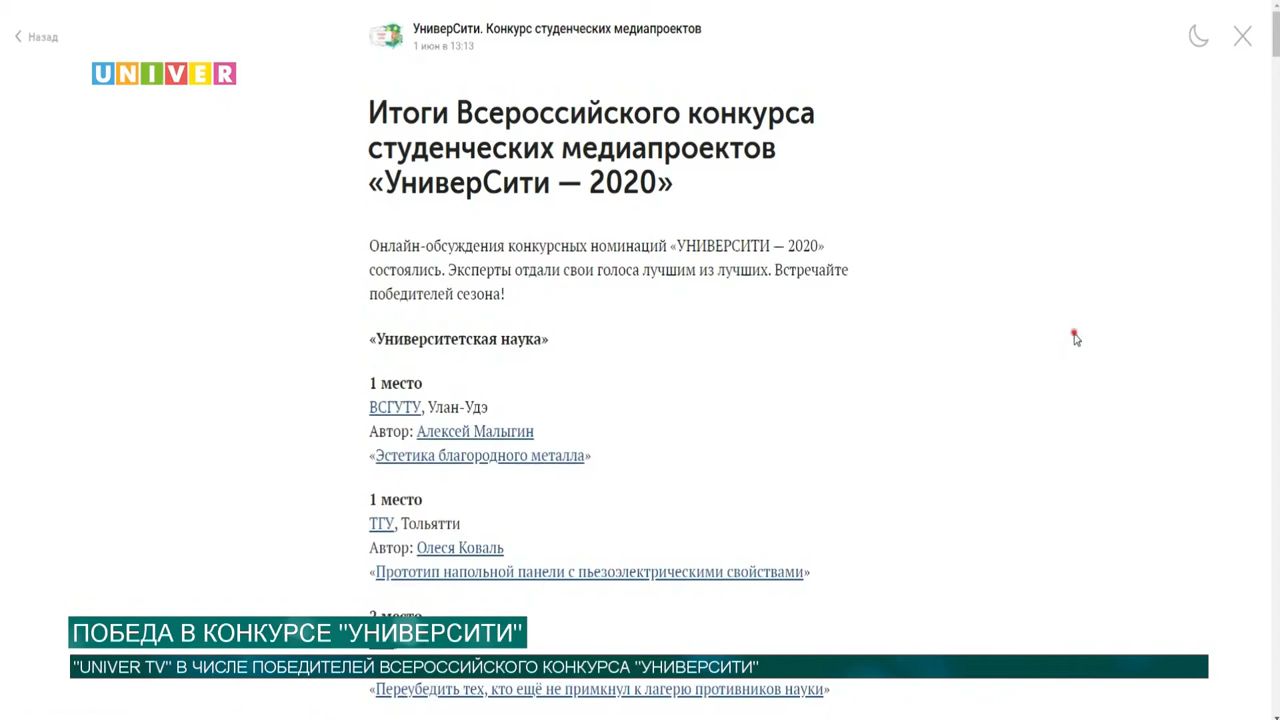 Назад
УниверСити. Конкурс студенческих медиапроектов
1 июн в 13:13
UNIVER
Итоги Всероссийского конкурса
студенческих медиапроектов
«УниверСити — 2020»
Онлайн-обсуждения конкурсных номинаций «УНИВЕРСИТИ — 2020»
состоялись. Эксперты отдали свои голоса лучшим из лучших. Встречайте
победителей сезона!
«Университетская наука»
1 место
ВСГУТУ, Улан-Удэ
Автор: Алексей Малыгин
«Эстетика благородного металла»
1 место
ТГУ, Тольятти
Автор: Олеся Коваль
«Прототип напольной панели с пьезоэлектрическими свойствами»
2 место
ПОБЕДА В КОНКУРСЕ "УНИВЕРСИТИ"
"UNIVER TV" В ЧИСЛЕ ПОБЕДИТЕЛЕЙ ВСЕРОССИЙСКОГО КОНКУРСА "УНИВЕРСИТИ"
«Переубедить тех, кто ещё не примкнул к лагерю противников науки»